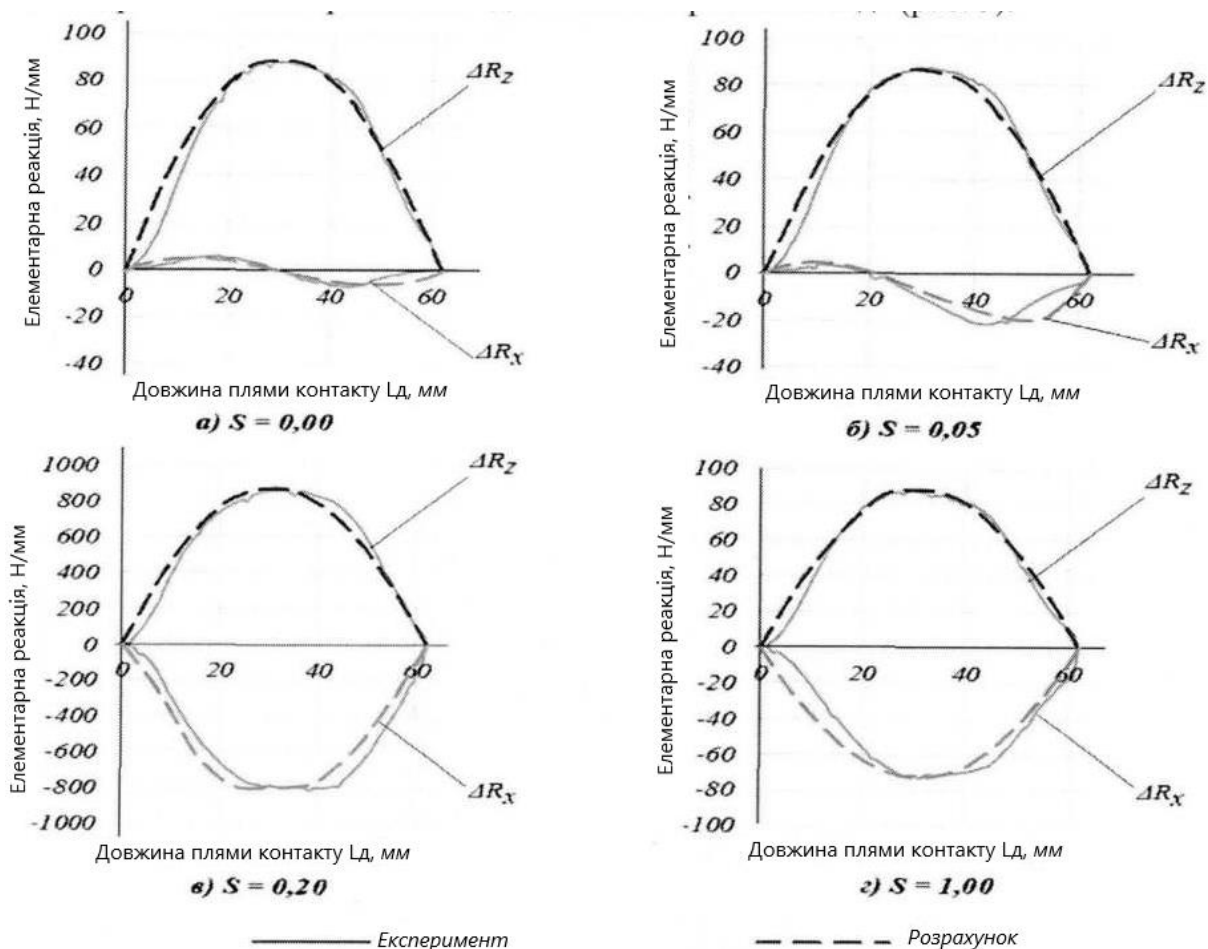 100
80
60
40
20
0
-20
-40
0
20
40
60
Елементарна реакція, Н/мм
ΔRz
ΔRx
Довжина плями контакту Lд, мм
а) S = 0,00
100
80
60
40
20
0
-20
-40
0
20
40
60
Елементарна реакція, Н/мм
ΔRz
ΔRx
Довжина плями контакту Lд, мм
б) S = 0,05
1000
800
600
400
200
0
-200
-400
-600
-800
-1000
0
20
40
60
Елементарна реакція, Н/мм
ΔRz
ΔRx
Довжина плями контакту Lд, мм
в) S = 0,20
100
80
60
40
20
0
-20
-40
-60
-80
-100
0
20
40
60
Елементарна реакція, Н/мм
ΔRz
ΔRx
Довжина плями контакту Lд, мм
г) S = 1,00
Експеримент
Розрахунок